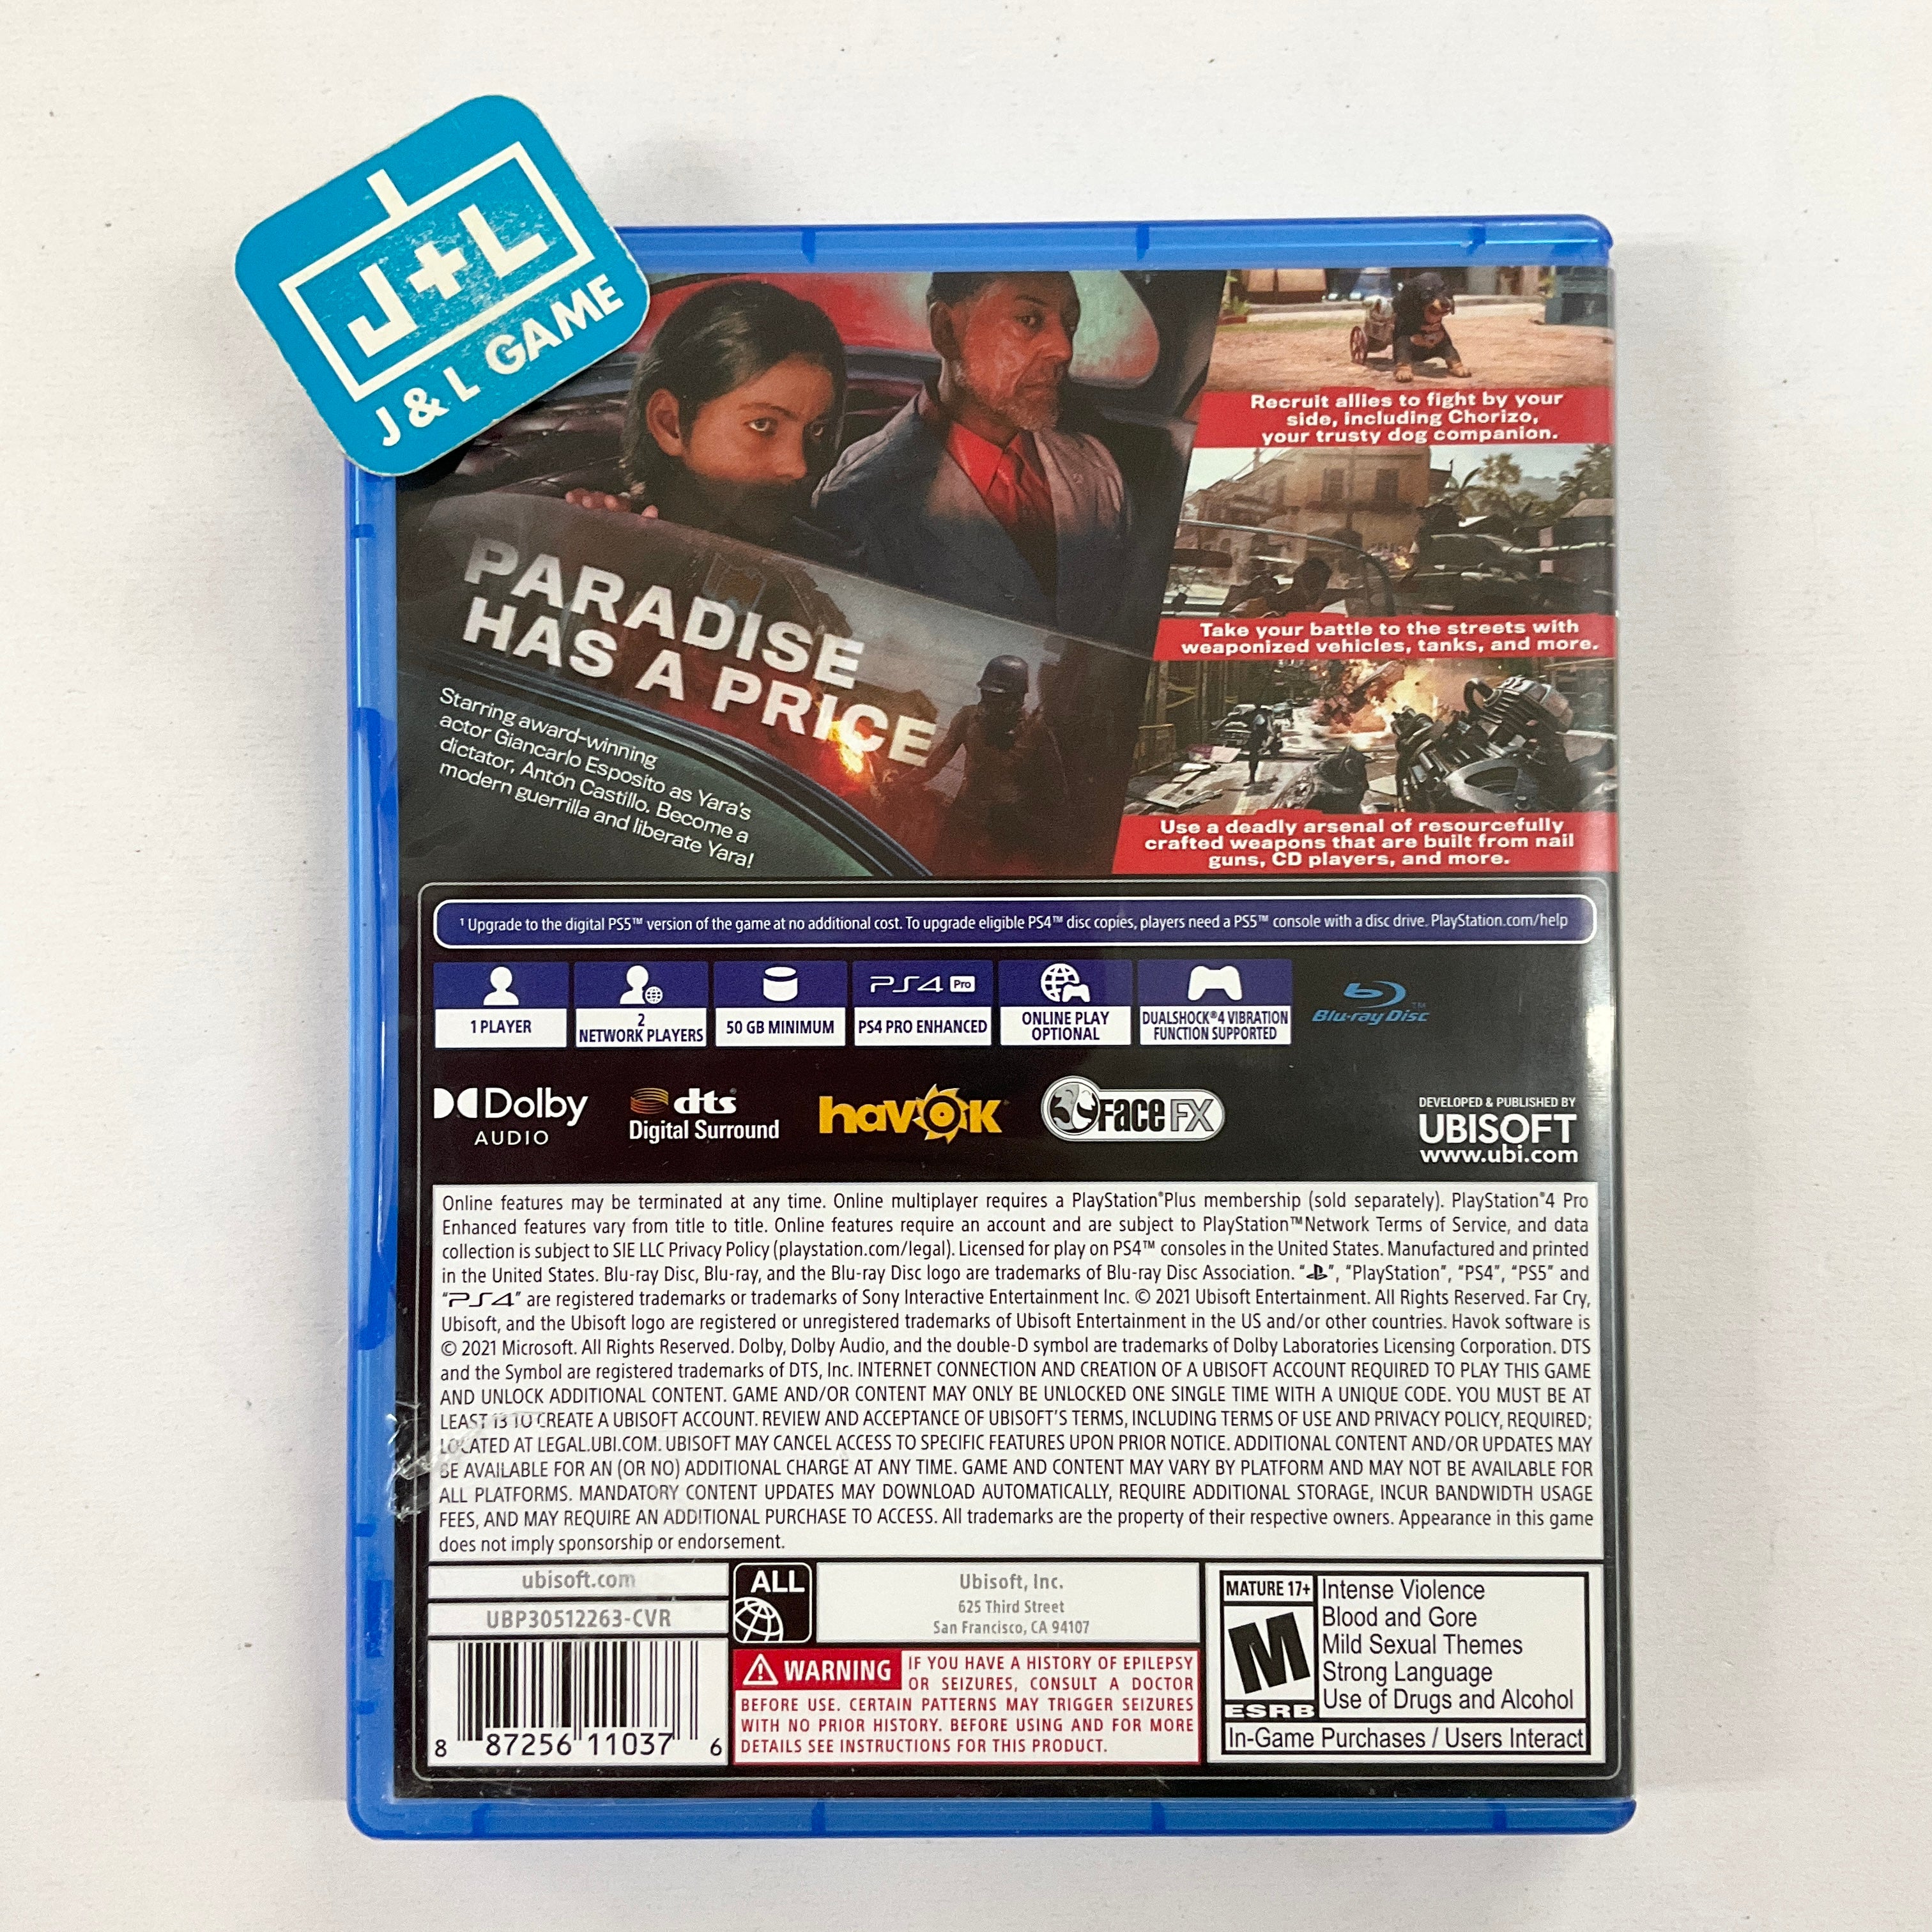 J+L
J & L GAME
Recruit allies to fight by your
side, including Chorizo,
your trusty dog companion.
Take your battle to the streets with
weaponized vehicles, tanks, and more.
Use a deadly arsenal of resourcefully
crafted weapons that are built from nail
guns, CD players, and more.
PARADISE
HAS A PRICE
Starring award-winning
actor Giancarlo Esposito as Yara's
dictator, Antón Castillo. Become a
modern guerrilla and liberate Yara!
¹ Upgrade to the digital PS5™ version of the game at no additional cost. To upgrade eligible PS4™ disc copies, players need a PS5™ console with a disc drive. PlayStation.com/help
PS4 Pro
1 PLAYER
2
NETWORK PLAYERS
50 GB MINIMUM
PS4 PRO ENHANCED
ONLINE PLAY
OPTIONAL
DUALSHOCK®4 VIBRATION
FUNCTION SUPPORTED
Blu-ray Disc™
Dolby
AUDIO
dts
Digital Surround
havok
FaceFX
DEVELOPED & PUBLISHED BY
UBISOFT
www.ubi.com
Online features may be terminated at any time. Online multiplayer requires a PlayStation®Plus membership (sold separately). PlayStation®4 Pro
Enhanced features vary from title to title. Online features require an account and are subject to PlayStation™Network Terms of Service, and data
collection is subject to SIE LLC Privacy Policy (playstation.com/legal). Licensed for play on PS4™ consoles in the United States. Manufactured and printed
in the United States. Blu-ray Disc, Blu-ray, and the Blu-ray Disc logo are trademarks of Blu-ray Disc Association. "PS", "PlayStation", "PS4", "PS5" and
"PS4" are registered trademarks or trademarks of Sony Interactive Entertainment Inc. © 2021 Ubisoft Entertainment. All Rights Reserved. Far Cry,
Ubisoft, and the Ubisoft logo are registered or unregistered trademarks of Ubisoft Entertainment in the US and/or other countries. Havok software is
© 2021 Microsoft. All Rights Reserved. Dolby, Dolby Audio, and the double-D symbol are trademarks of Dolby Laboratories Licensing Corporation. DTS
and the Symbol are registered trademarks of DTS, Inc. INTERNET CONNECTION AND CREATION OF A UBISOFT ACCOUNT REQUIRED TO PLAY THIS GAME
AND UNLOCK ADDITIONAL CONTENT. GAME AND/OR CONTENT MAY ONLY BE UNLOCKED ONE SINGLE TIME WITH A UNIQUE CODE. YOU MUST BE AT
LEAST 13 TO CREATE A UBISOFT ACCOUNT. REVIEW AND ACCEPTANCE OF UBISOFT'S TERMS, INCLUDING TERMS OF USE AND PRIVACY POLICY, REQUIRED;
LOCATED AT LEGAL.UBI.COM. UBISOFT MAY CANCEL ACCESS TO SPECIFIC FEATURES UPON PRIOR NOTICE. ADDITIONAL CONTENT AND/OR UPDATES MAY
BE AVAILABLE FOR AN (OR NO) ADDITIONAL CHARGE AT ANY TIME. GAME AND CONTENT MAY VARY BY PLATFORM AND MAY NOT BE AVAILABLE FOR
ALL PLATFORMS. MANDATORY CONTENT UPDATES MAY DOWNLOAD AUTOMATICALLY, REQUIRE ADDITIONAL STORAGE, INCUR BANDWIDTH USAGE
FEES, AND MAY REQUIRE AN ADDITIONAL PURCHASE TO ACCESS. All trademarks are the property of their respective owners. Appearance in this game
does not imply sponsorship or endorsement.
ubisoft.com
UBP30512263-CVR
8 87256 11037 6
ALL
Ubisoft, Inc.
625 Third Street
San Francisco, CA 94107
WARNING IF YOU HAVE A HISTORY OF EPILEPSY
OR SEIZURES, CONSULT A DOCTOR
BEFORE USE. CERTAIN PATTERNS MAY TRIGGER SEIZURES
WITH NO PRIOR HISTORY. BEFORE USING AND FOR MORE
DETAILS SEE INSTRUCTIONS FOR THIS PRODUCT.
MATURE 17+
M
ESRB
Intense Violence
Blood and Gore
Mild Sexual Themes
Strong Language
Use of Drugs and Alcohol
In-Game Purchases / Users Interact